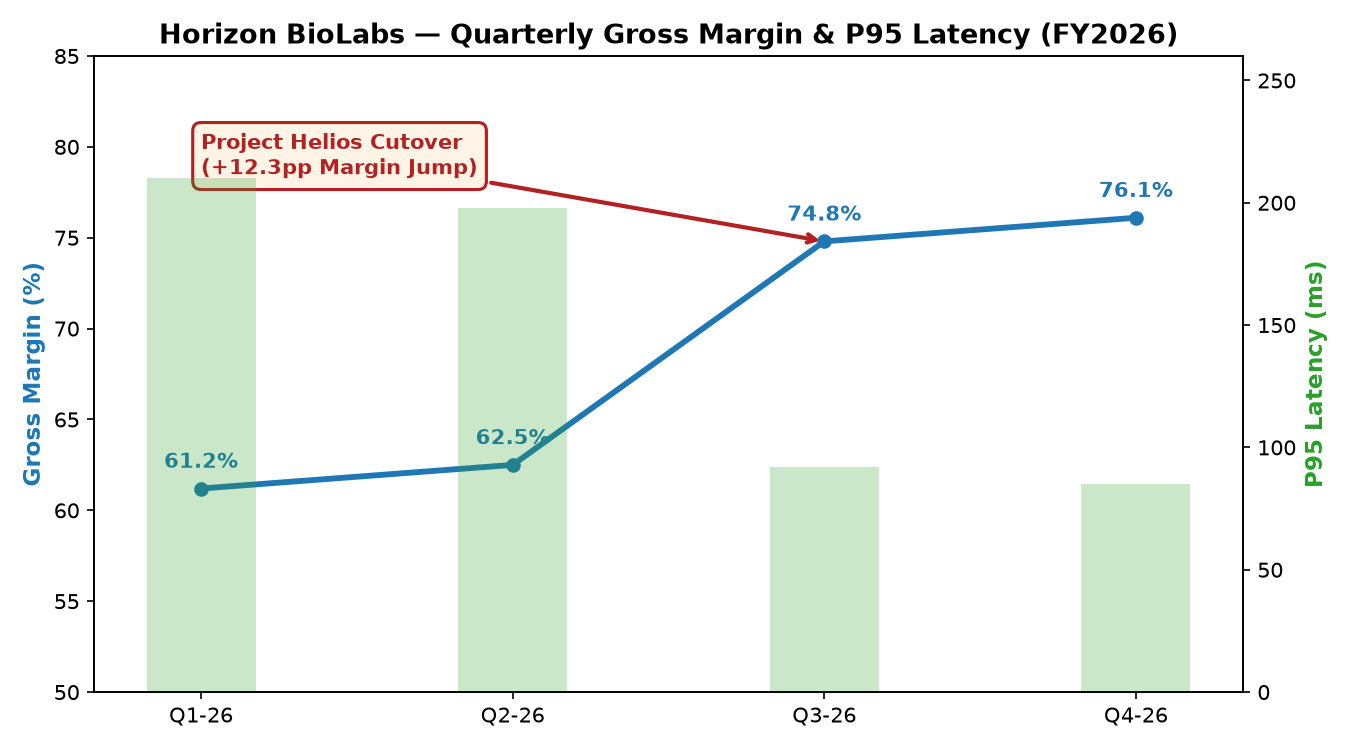 Horizon BioLabs — Quarterly Gross Margin & P95 Latency (FY2026)
Gross Margin (%)
85
80
75
70
65
60
55
50
Project Helios Cutover
(+12.3pp Margin Jump)
61.2%
62.5%
74.8%
76.1%
250
200
150
100
50
0
P95 Latency (ms)
Q1-26
Q2-26
Q3-26
Q4-26